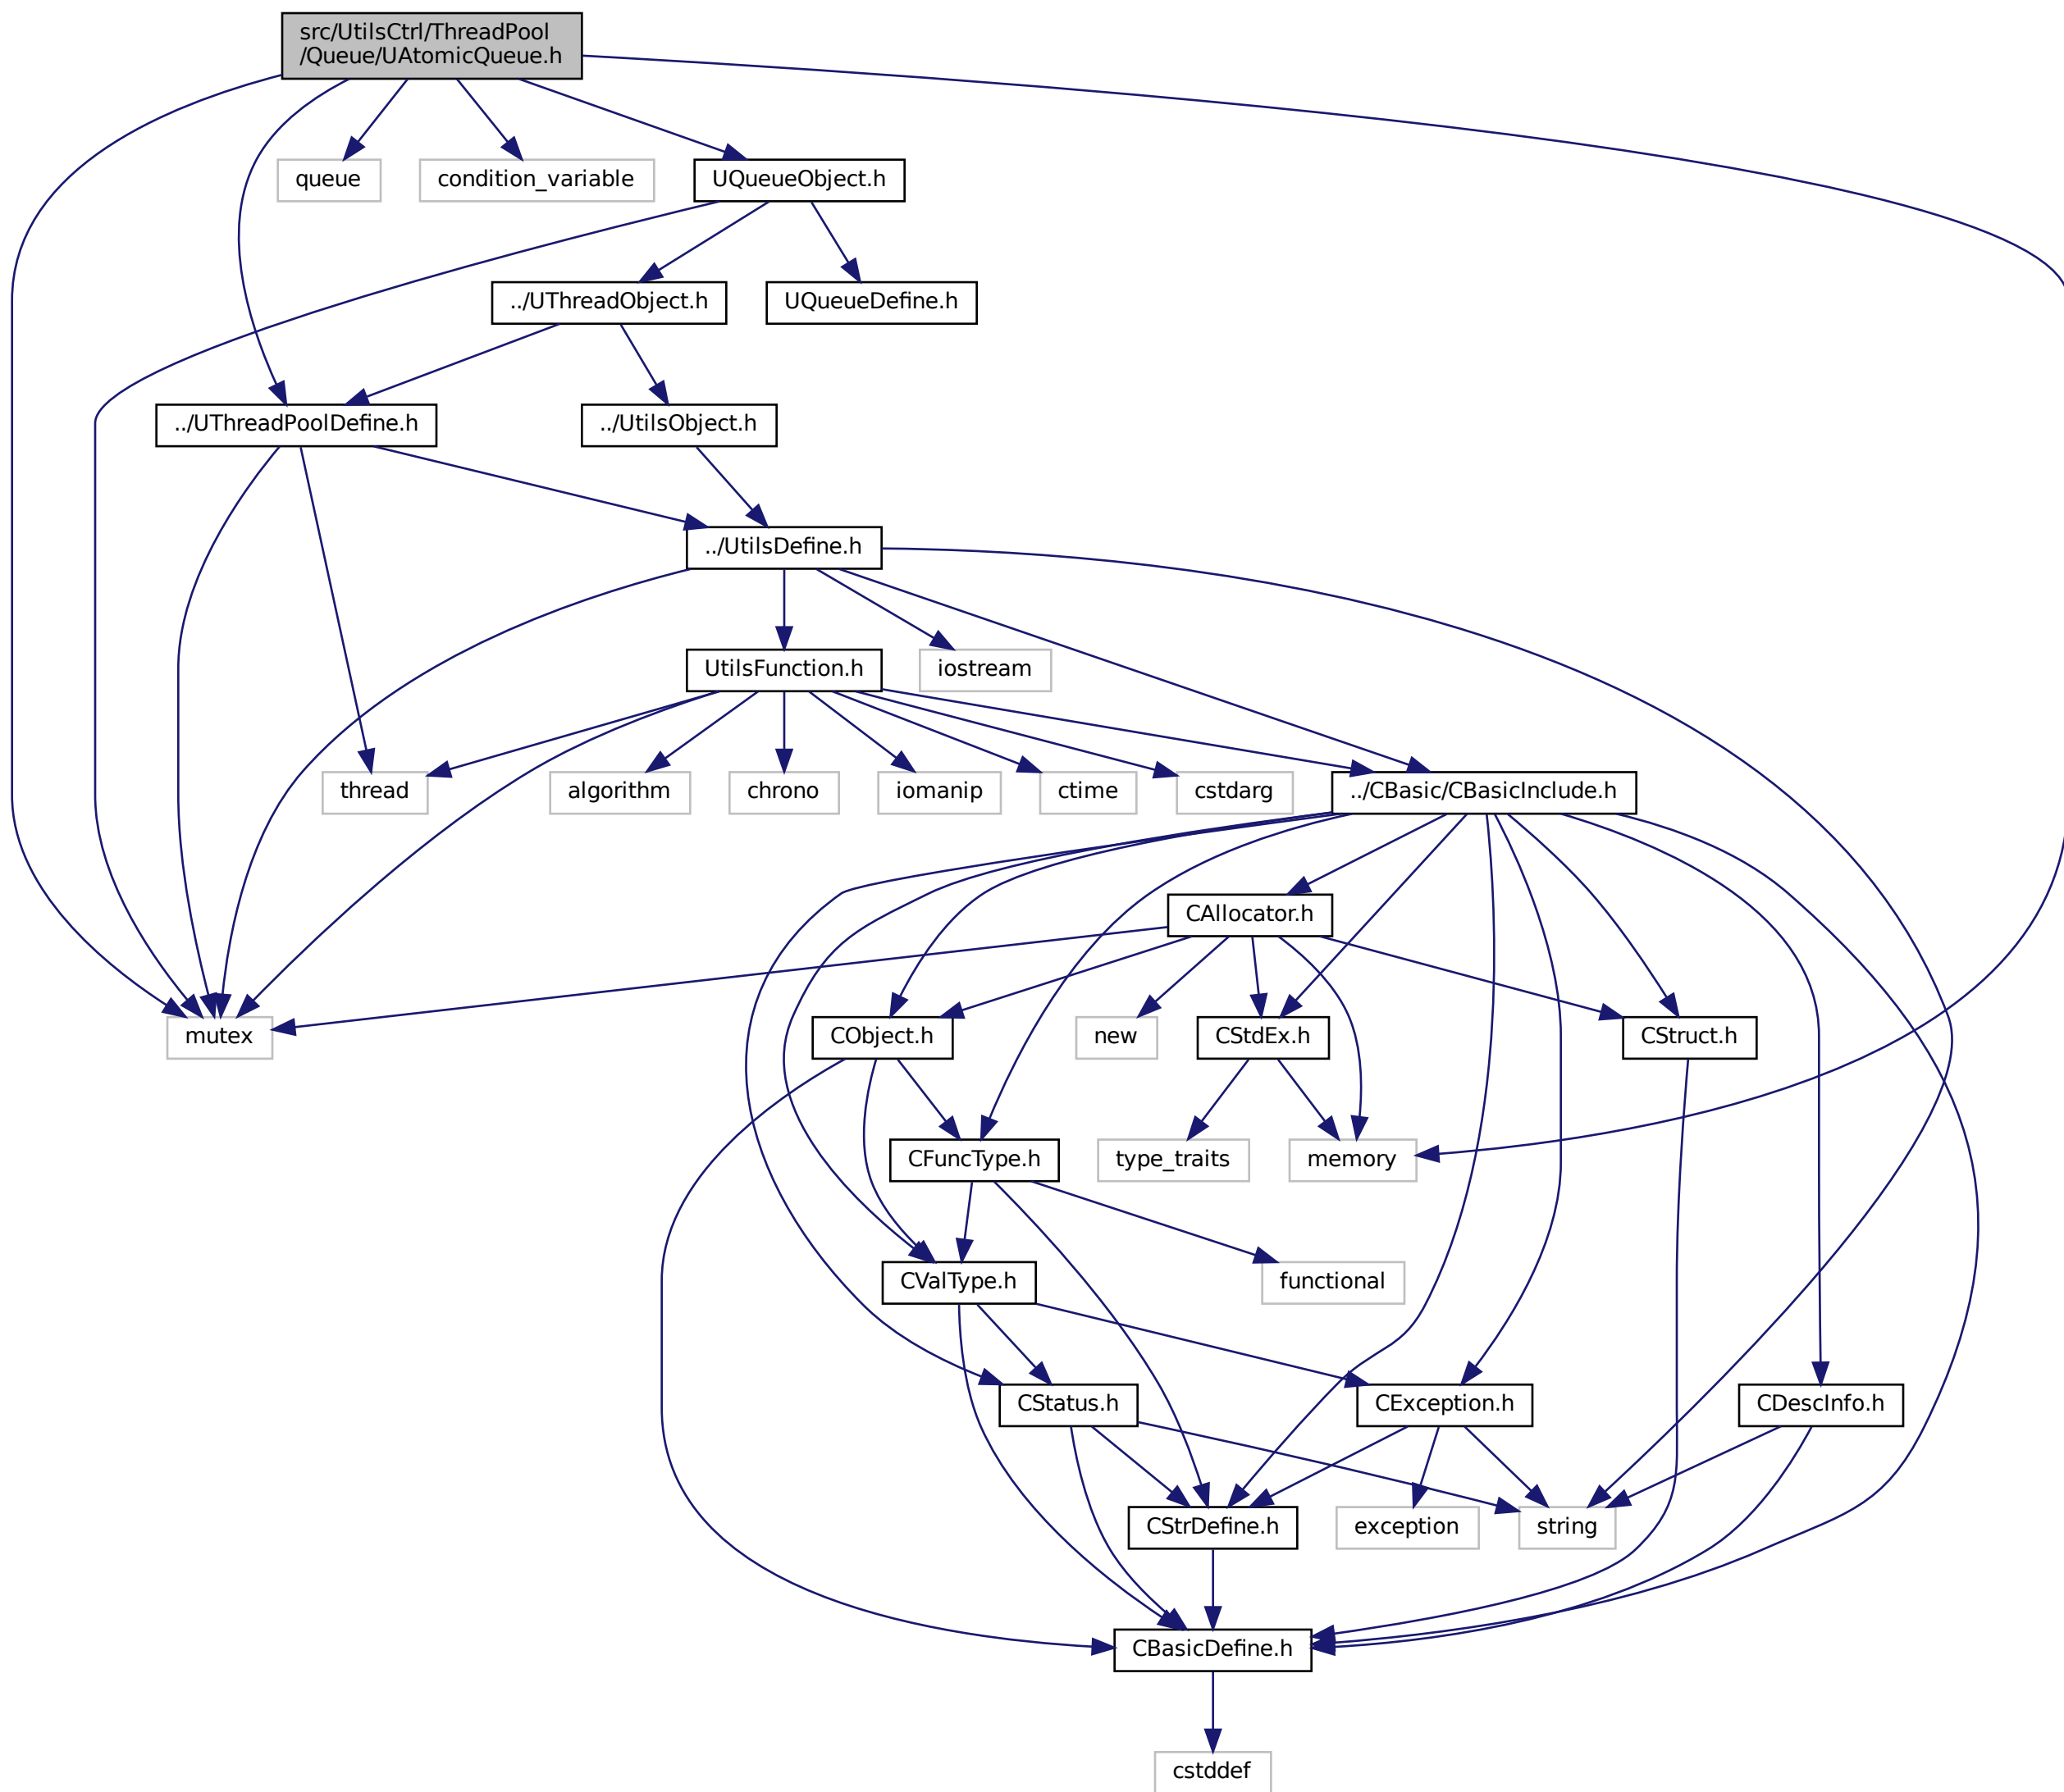 src/UtilsCtrl/ThreadPool
/Queue/UAtomicQueue.h
queue
condition_variable
UQueueObject.h
../UThreadObject.h
UQueueDefine.h
../UThreadPoolDefine.h
../UtilsObject.h
../UtilsDefine.h
UtilsFunction.h
iostream
thread
algorithm
chrono
iomanip
ctime
cstdarg
../CBasic/CBasicInclude.h
CAllocator.h
mutex
CObject.h
new
CStdEx.h
CStruct.h
CFuncType.h
type_traits
memory
CValType.h
functional
CStatus.h
CException.h
CDescInfo.h
CStrDefine.h
exception
string
CBasicDefine.h
cstddef